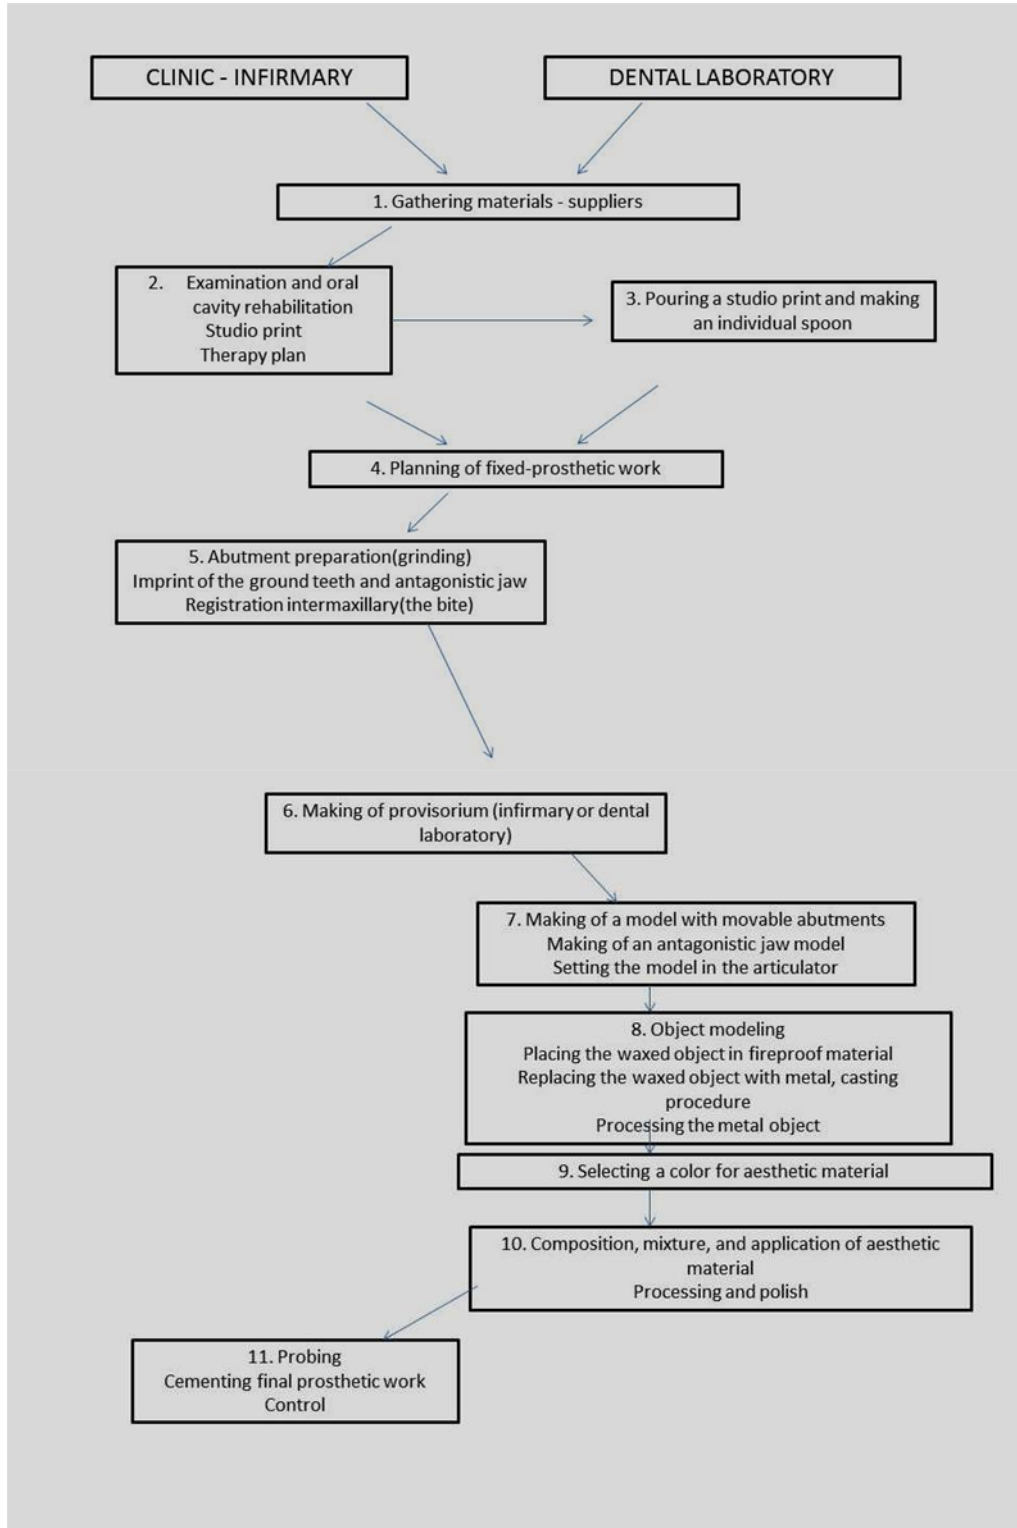 CLINIC - INFIRMARY
DENTAL LABORATORY
1. Gathering materials - suppliers
2. Examination and oral
cavity rehabilitation
Studio print
Therapy plan
3. Pouring a studio print and making
an individual spoon
4. Planning of fixed-prosthetic work
5. Abutment preparation(grinding)
Imprint of the ground teeth and antagonistic jaw
Registration intermaxillary(the bite)
6. Making of provisorium (infirmary or dental
laboratory)
7. Making of a model with movable abutments
Making of an antagonistic jaw model
Setting the model in the articulator
8. Object modeling
Placing the waxed object in fireproof material
Replacing the waxed object with metal, casting
procedure
Processing the metal object
9. Selecting a color for aesthetic material
10. Composition, mixture, and application of aesthetic
material
Processing and polish
11. Probing
Cementing final prosthetic work
Control